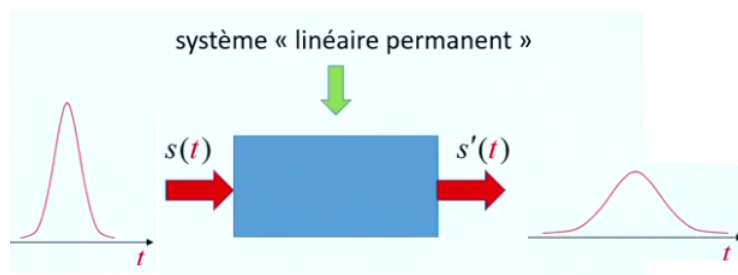 système « linéaire permanent »
s(t)
s′(t)
t
t